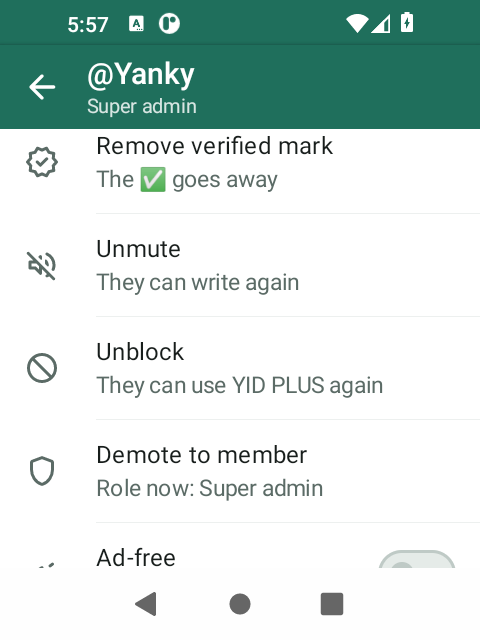 5:57
@Yanky
Super admin
Remove verified mark
The ✅ goes away
Unmute
They can write again
Unblock
They can use YID PLUS again
Demote to member
Role now: Super admin
Ad-free